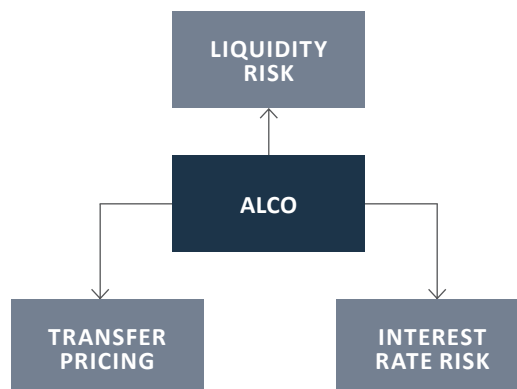 LIQUIDITY
RISK
ALCO
TRANSFER
PRICING
INTEREST
RATE RISK